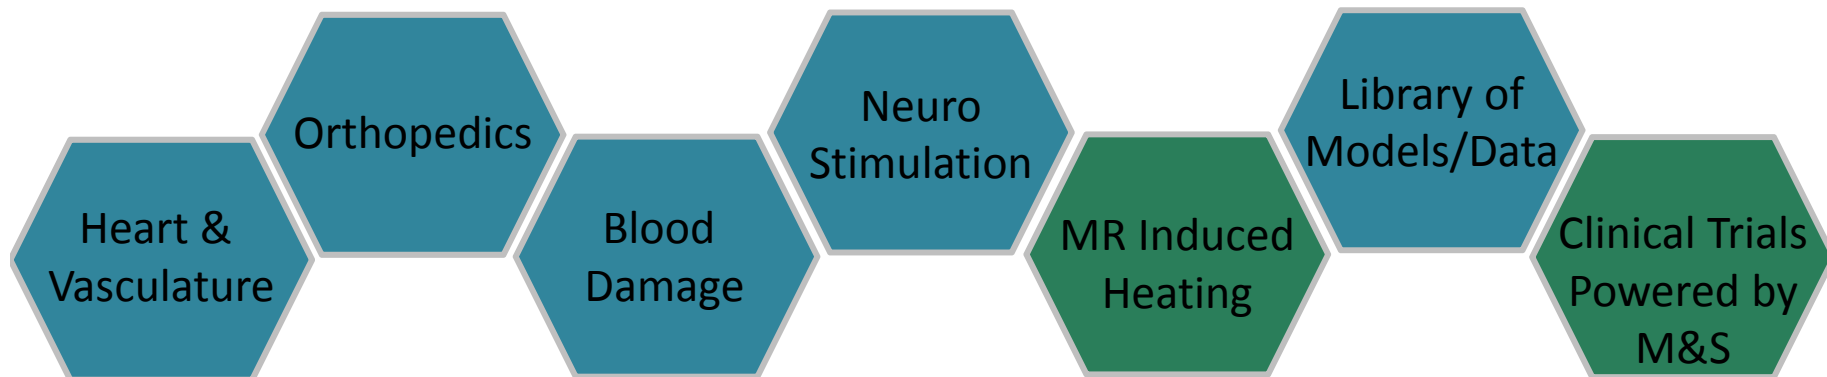 Heart &
Vasculature
Orthopedics
Blood
Damage
Neuro
Stimulation
MR Induced
Heating
Library of
Models/Data
Clinical Trials
Powered by
M&S